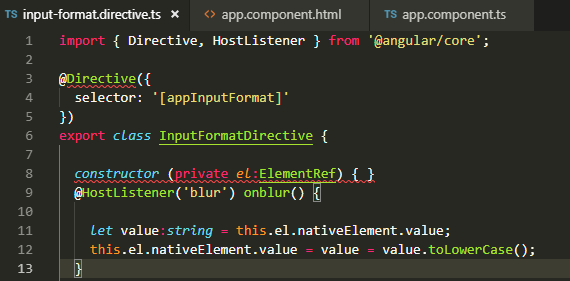 TS input-format.directive.ts × <> app.component.html TS app.component.ts
1 import { Directive, HostListener } from '@angular/core';
2
3 @Directive({
4 selector: '[appInputFormat]'
5 })
6 export class InputFormatDirective {
7
8 constructor (private el:ElementRef) { }
9 @HostListener('blur') onblur() {
10
11 let value:string = this.el.nativeElement.value;
12 this.el.nativeElement.value = value = value.toLowerCase();
13 }